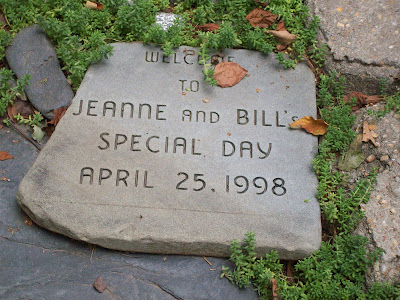 WELCOME
TO
JEANNE AND BILL's
SPECIAL DAY
APRIL 25, 1998